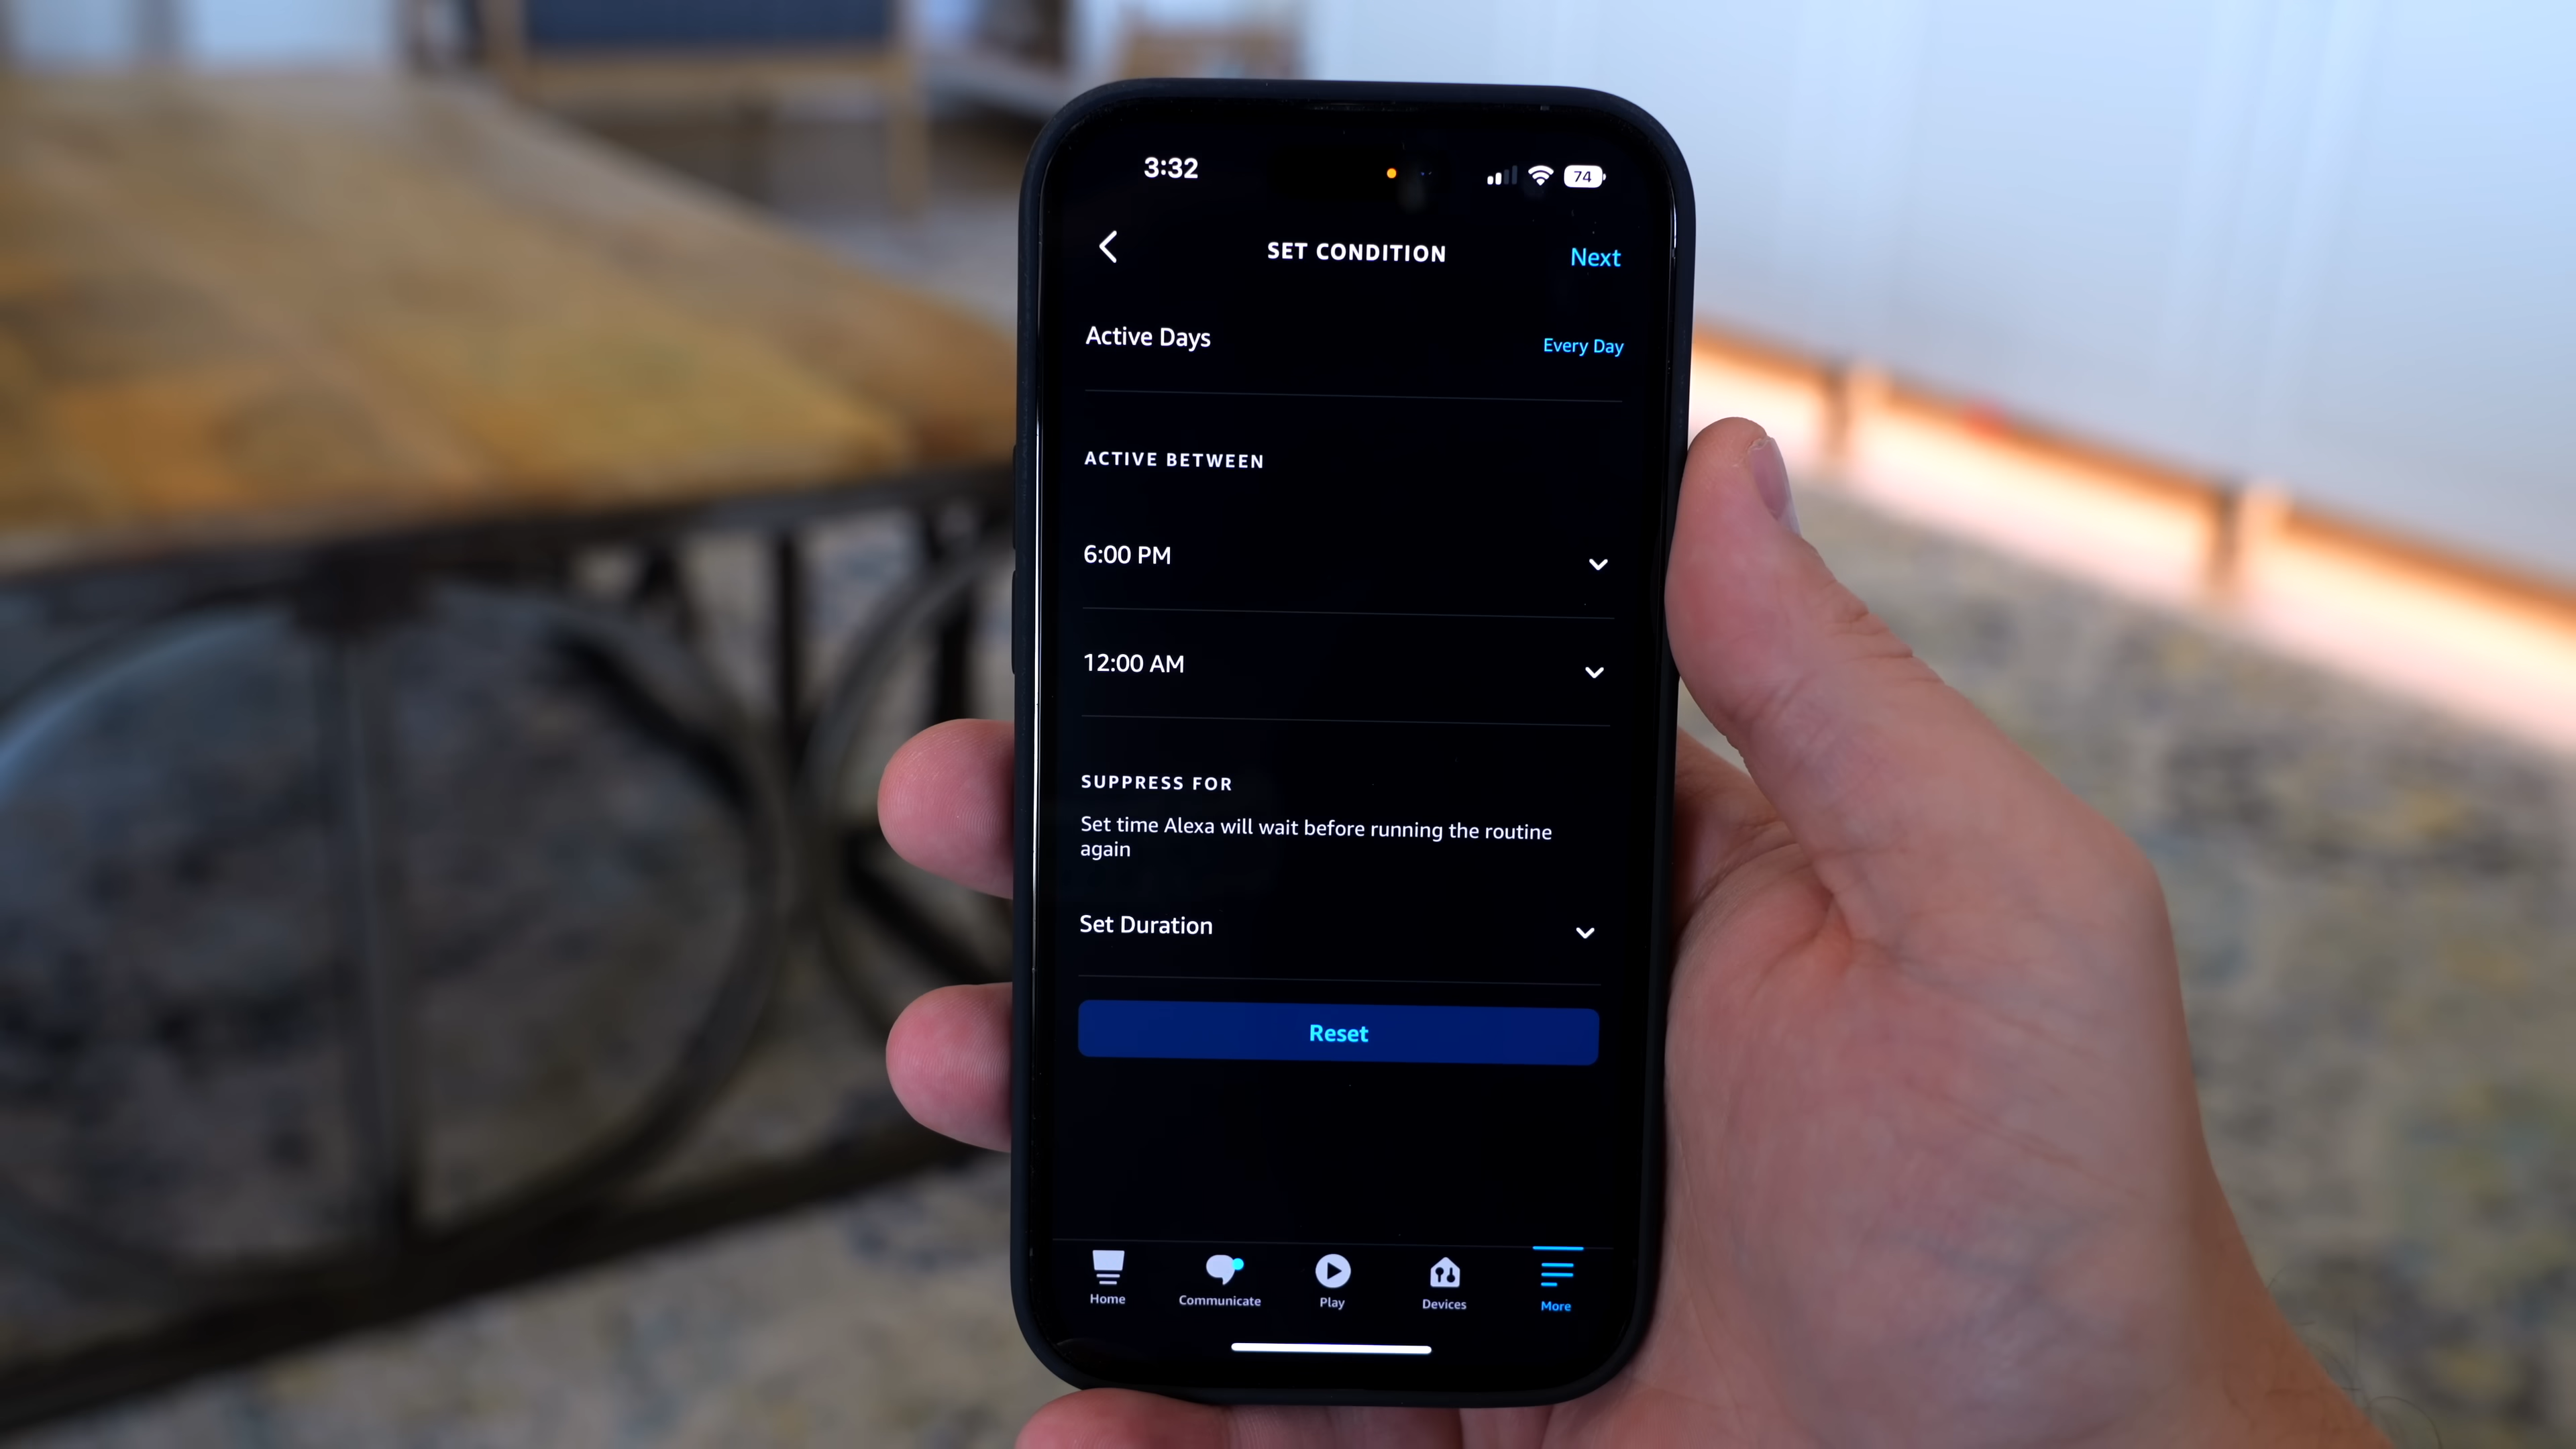 3:32
74
SET CONDITION
Next
Active Days
Every Day
ACTIVE BETWEEN
6:00 PM
12:00 AM
SUPPRESS FOR
Set time Alexa will wait before running the routine
again
Set Duration
Reset
Home
Communicate
Play
Devices
More